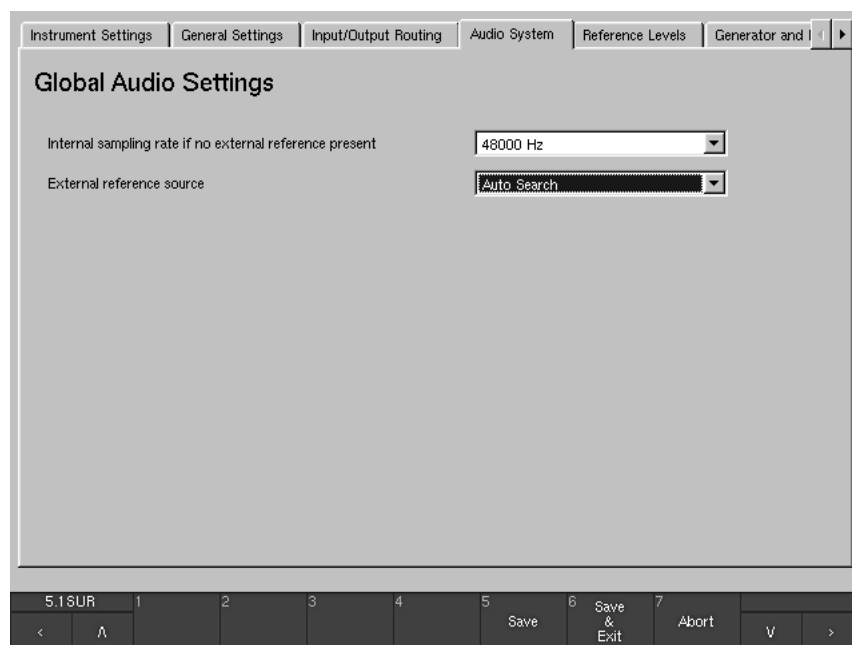 Instrument Settings General Settings Input/Output Routing Audio System Reference Levels Generator and
Global Audio Settings
Internal sampling rate if no external reference present 48000 Hz
External reference source Auto Search
5.1SUR 1 2 3 4 5 Save 6 Save & Exit 7 Abort
< Λ V >